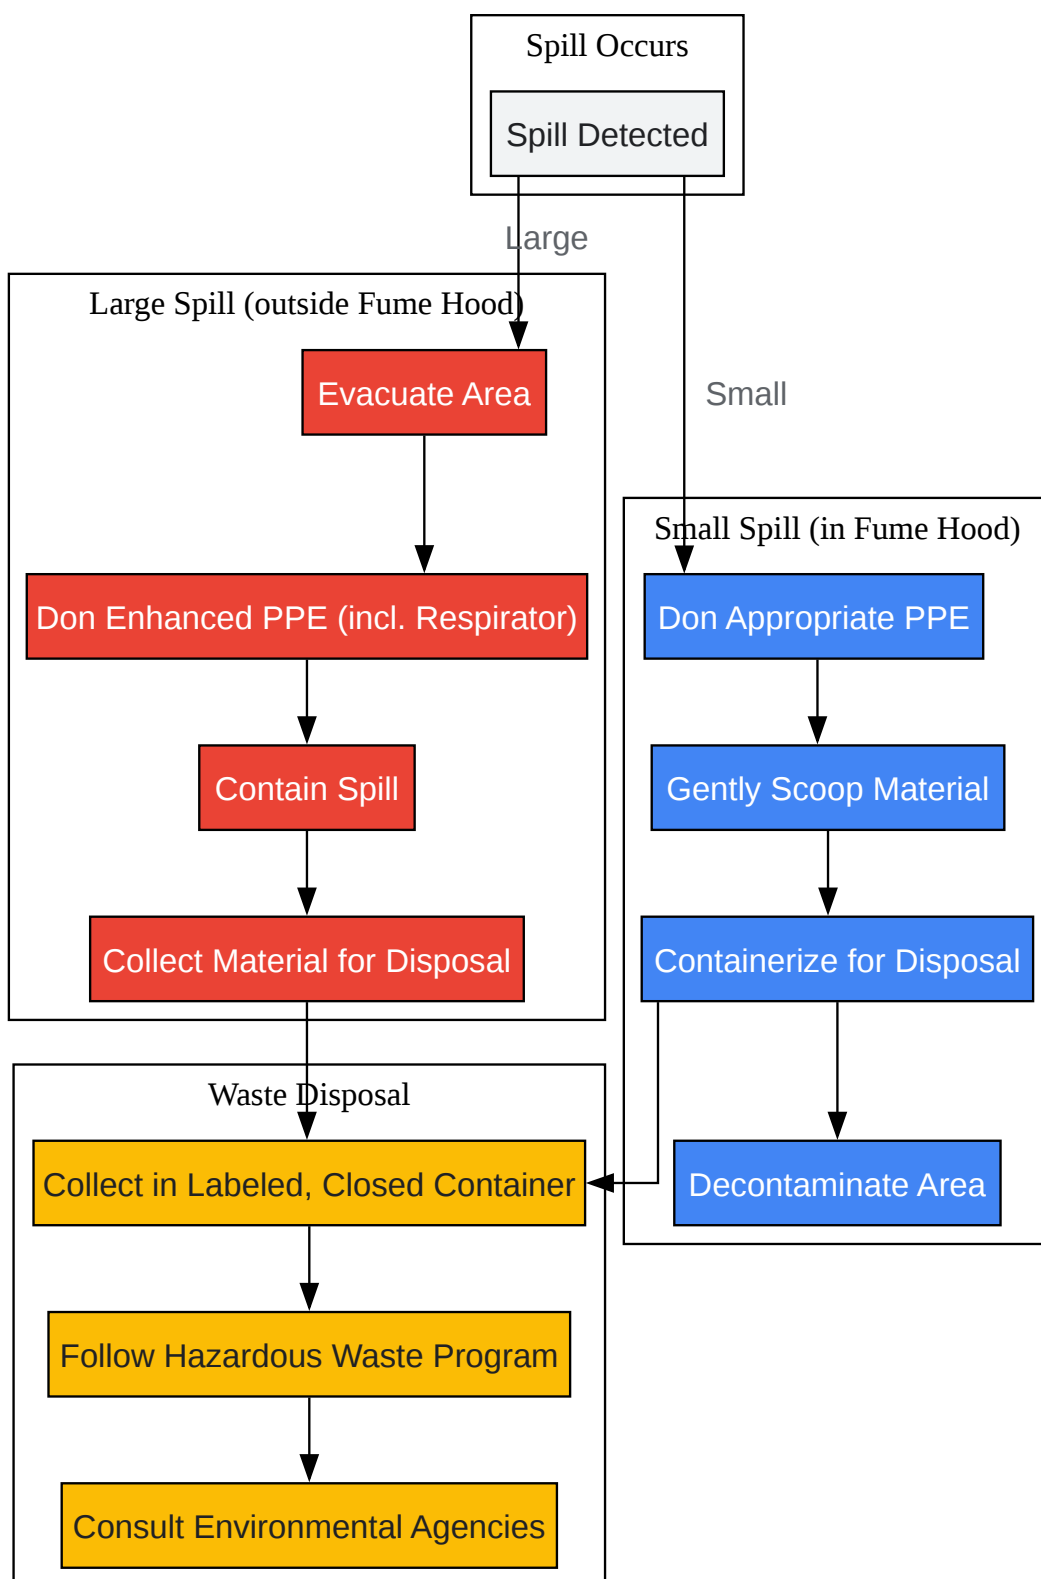 Spill Occurs
Spill Detected
Large
Large Spill (outside Fume Hood)
Evacuate Area
Small
Small Spill (in Fume Hood)
Don Enhanced PPE (incl. Respirator)
Don Appropriate PPE
Contain Spill
Gently Scoop Material
Collect Material for Disposal
Containerize for Disposal
Waste Disposal
Collect in Labeled, Closed Container
Decontaminate Area
Follow Hazardous Waste Program
Consult Environmental Agencies